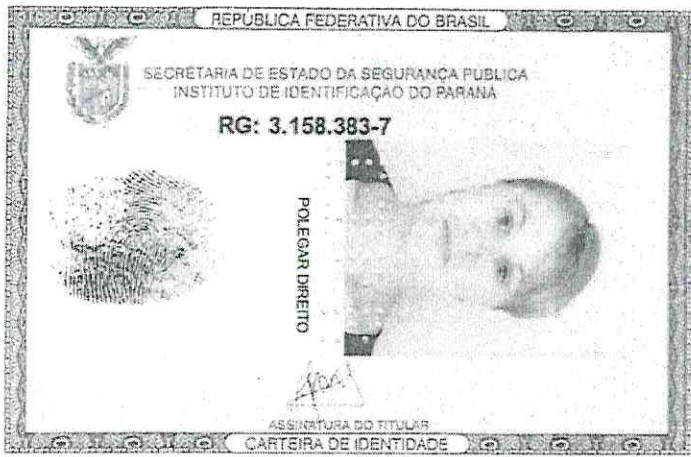 REPÚBLICA FEDERATIVA DO BRASIL
SECRETARIA DE ESTADO DA SEGURANÇA PÚBLICA
INSTITUTO DE IDENTIFICAÇÃO DO PARANÁ
RG: 3.158.383-7
POLEGAR DIREITO
ASSINATURA DO TITULAR
CARTEIRA DE IDENTIDADE